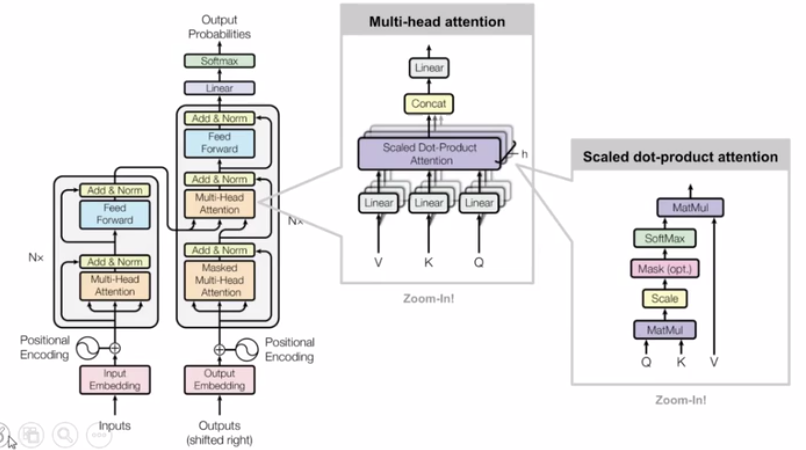 Output
Probabilities
Softmax
Linear
Add & Norm
Feed
Forward
Add & Norm
Multi-Head
Attention
Add & Norm
Masked
Multi-Head
Attention
Nx
Add & Norm
Feed
Forward
Add & Norm
Multi-Head
Attention
Nx
Positional
Encoding
Positional
Encoding
Input
Embedding
Output
Embedding
Inputs
Outputs
(shifted right)
Multi-head attention
Linear
Concat
Scaled Dot-Product
Attention
h
Linear
Linear
Linear
V
K
Q
Zoom-In!
Scaled dot-product attention
MatMul
SoftMax
Mask (opt.)
Scale
MatMul
Q
K
V
Zoom-In!